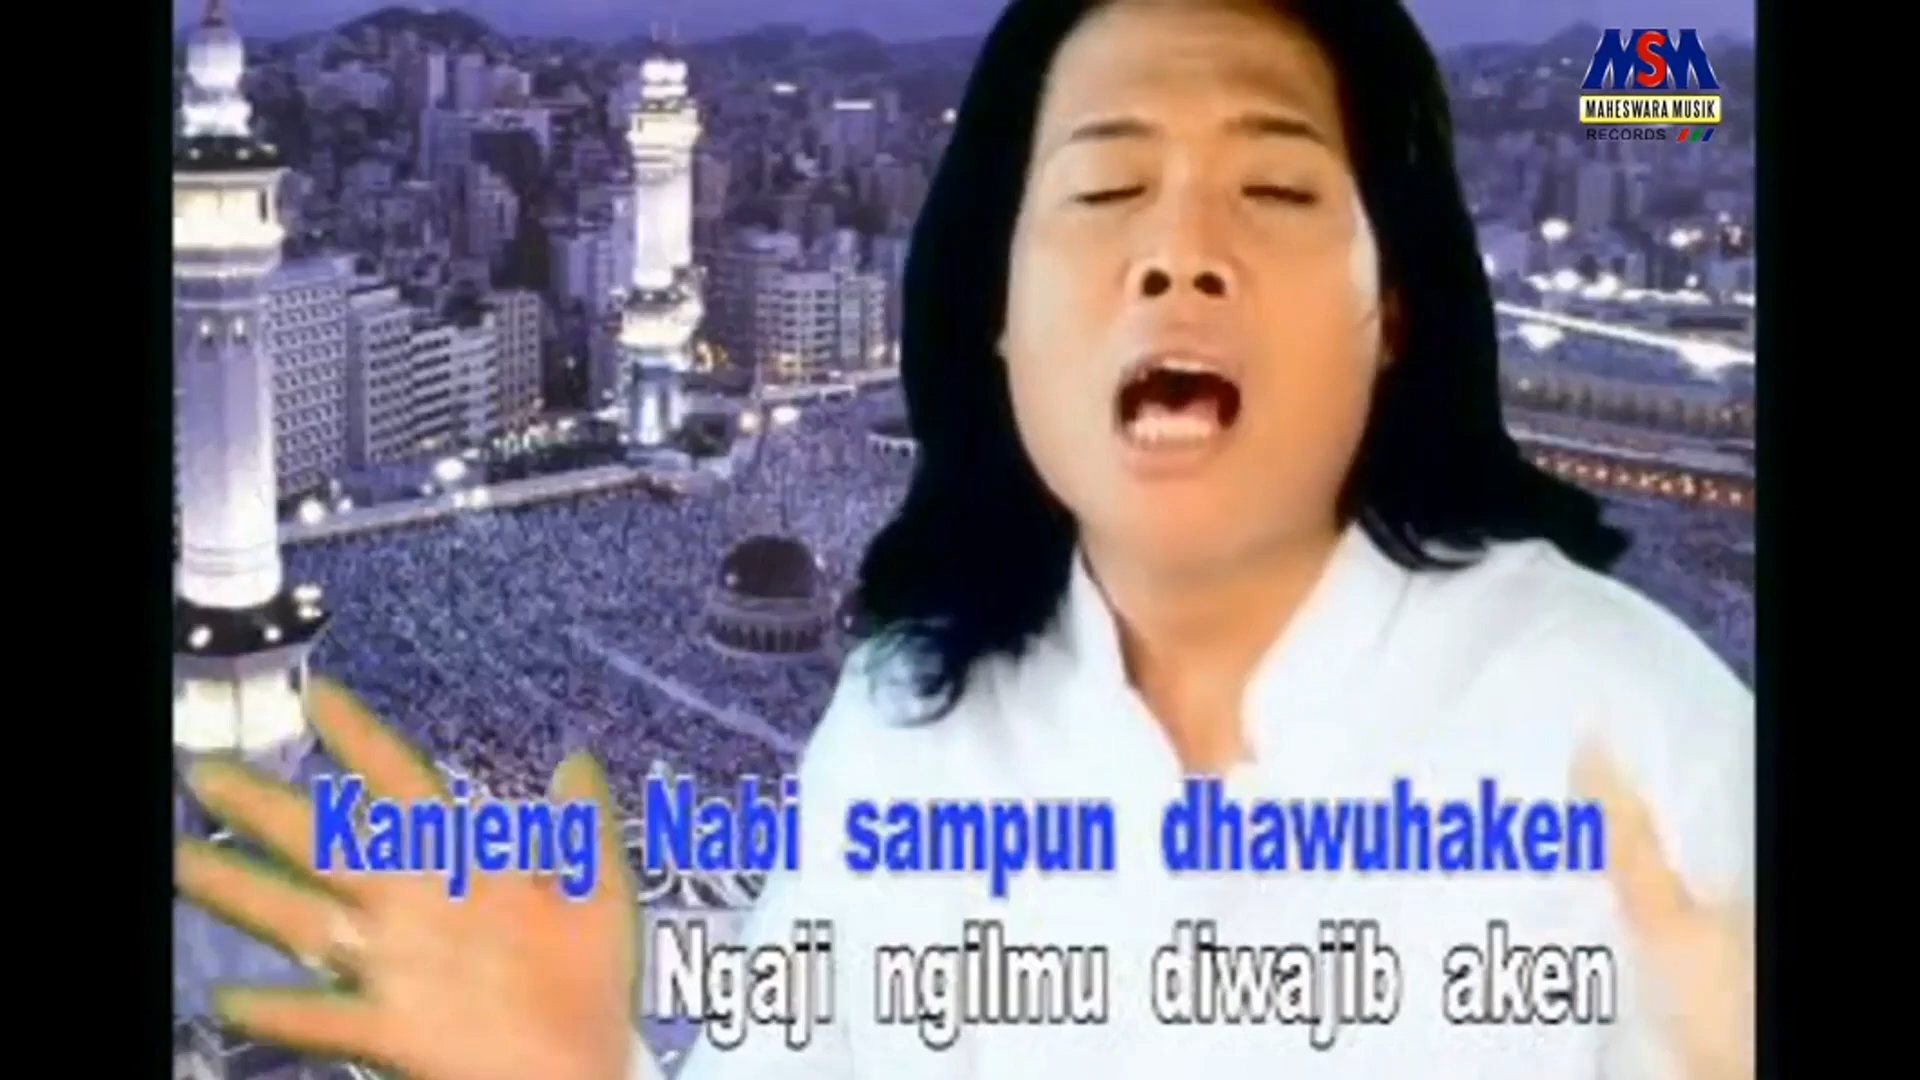 MSM
MAHESWARA MUSIK
RECORDS
Kanjeng Nabi sampun dhawuhaken
Ngaji ngilmu diwajib aken